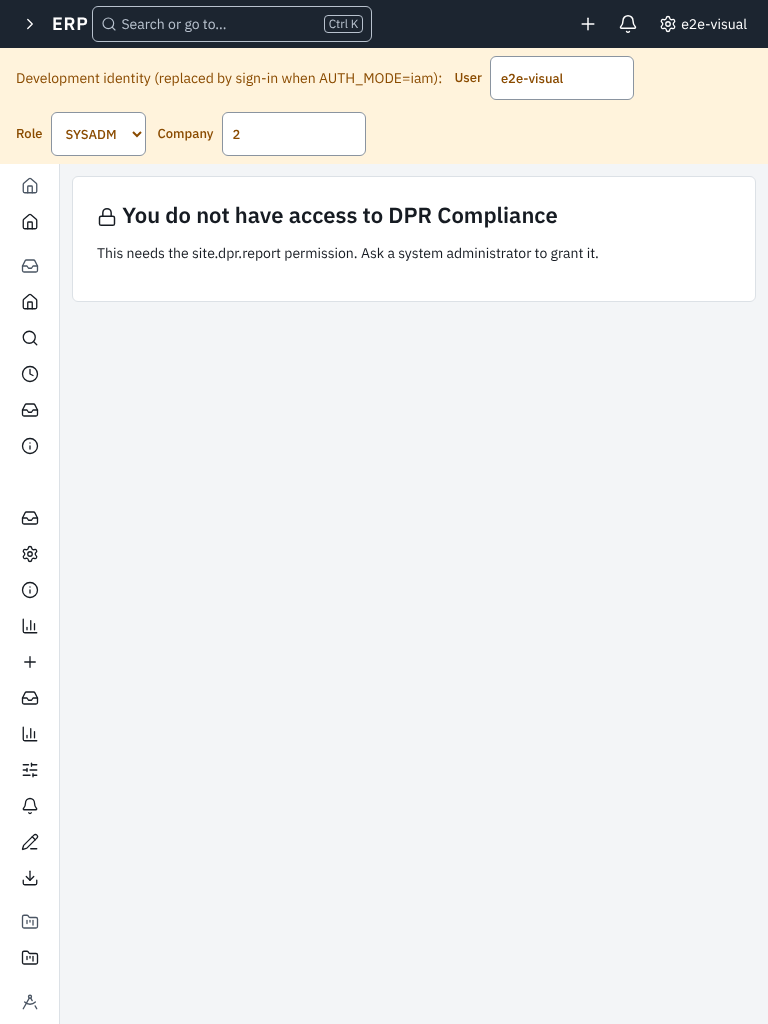 ERP Search or go to... Ctrl K e2e-visual
Development identity (replaced by sign-in when AUTH_MODE=iam): User e2e-visual
Role SYSADM Company 2
You do not have access to DPR Compliance
This needs the site.dpr.report permission. Ask a system administrator to grant it.